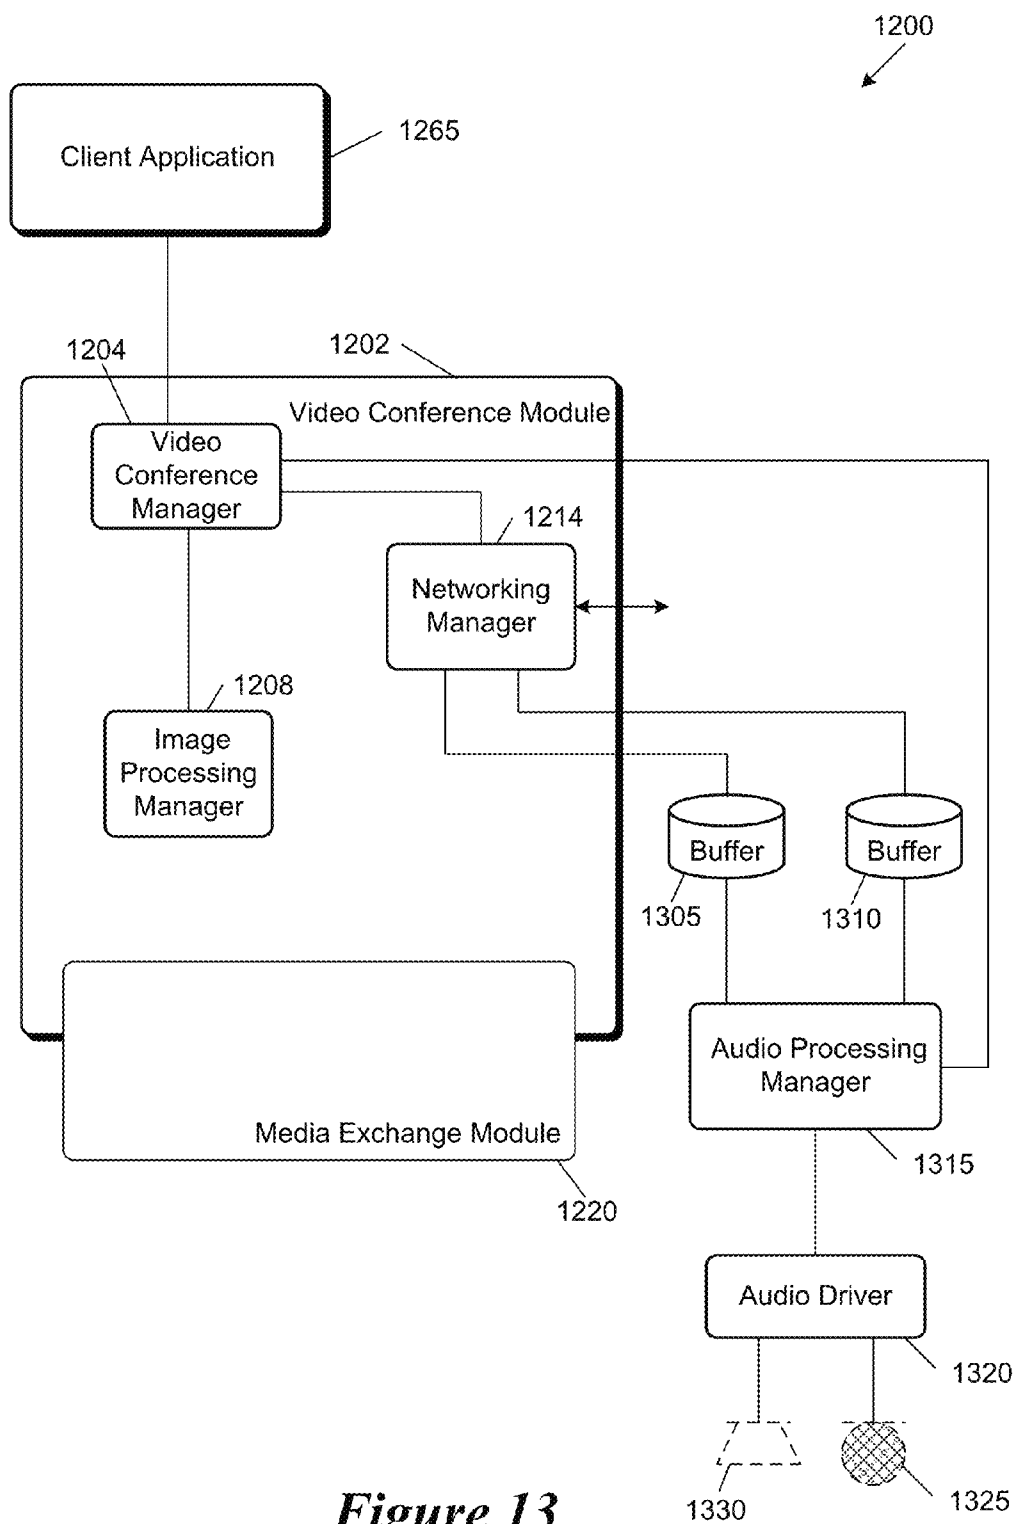 1200
Client Application
1265
1204
1202
Video Conference Module
Video
Conference
Manager
1214
Networking
Manager
1208
Image
Processing
Manager
Buffer
Buffer
1305
1310
Audio Processing
Manager
Media Exchange Module
1315
1220
Audio Driver
1320
1330
1325
Figure 13